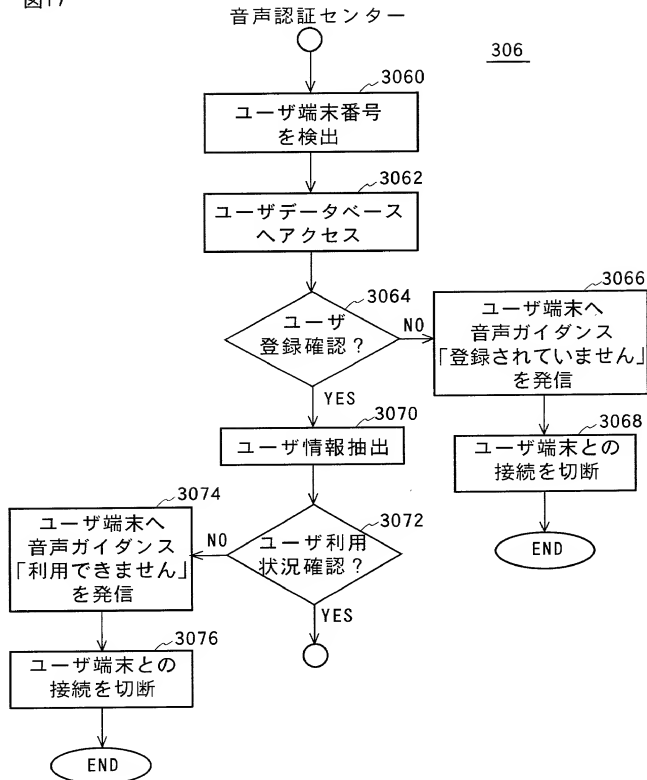 図17
音声認証センター
306
3060
ユーザ端末番号
を検出
3062
ユーザデータベース
へアクセス
3064
ユーザ
登録確認?
NO
YES
3066
ユーザ端末へ
音声ガイダンス
「登録されていません」
を発信
3068
ユーザ端末との
接続を切断
END
3070
ユーザ情報抽出
3072
ユーザ利用
状況確認?
NO
YES
3074
ユーザ端末へ
音声ガイダンス
「利用できません」
を発信
3076
ユーザ端末との
接続を切断
END